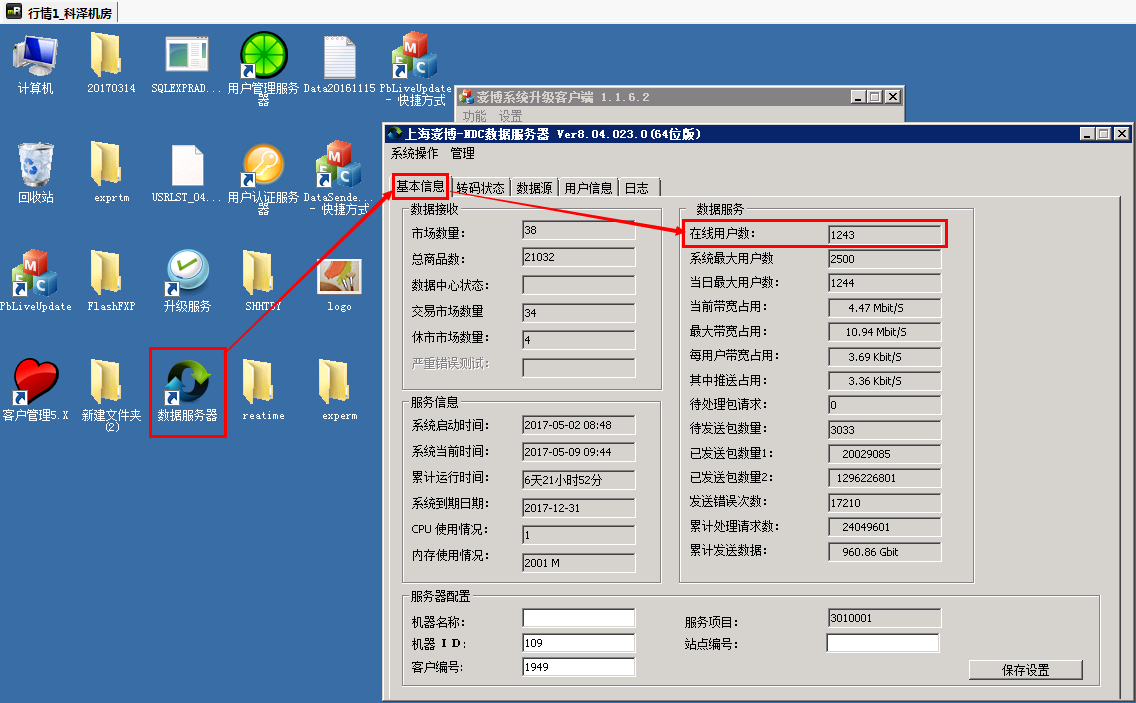 行情1_科泽机房
计算机
20170314
SQLEXPRAD...
用户管理服务
器
Data20161115
PbLiveUpdate
- 快捷方式
回收站
exprtm
USRLST_04...
用户认证服务
器
DataSende...
- 快捷方式
PbLiveUpdate
FlashFXP
升级服务
logo
客户管理5.X
新建文件夹
(2)
数据服务器
reatime
experm
澎博系统升级客户端 1.1.6.2
功能 设置
上海澎博-MDC数据服务器 Ver8.04.023.0(64位版)
系统操作 管理
基本信息 转码状态 数据源 用户信息 日志
数据接收
市场数量: 38
总商品数: 21032
数据中心状态:
交易市场数量 34
休市市场数量: 4
严重错误测试:
服务信息
系统启动时间: 2017-05-02 08:48
系统当前时间: 2017-05-09 09:44
累计运行时间: 6天21小时52分
系统到期日期: 2017-12-31
CPU 使用情况: 1
内存使用情况: 2001 M
数据服务
在线用户数: 1243
系统最大用户数 2500
当日最大用户数: 1244
当前带宽占用: 4.47 Mbit/S
最大带宽占用: 10.94 Mbit/S
每用户带宽占用: 3.69 Kbit/S
其中推送占用: 3.36 Kbit/S
待处理包请求: 0
待发送包数量: 3033
已发送包数量1: 20029085
已发送包数量2: 1296226801
发送错误次数: 17210
累计处理请求数: 24049601
累计发送数据: 960.86 Gbit
服务器配置
机器名称:
服务项目: 3010001
机器 ID: 109
站点编号:
客户编号: 1949
保存设置